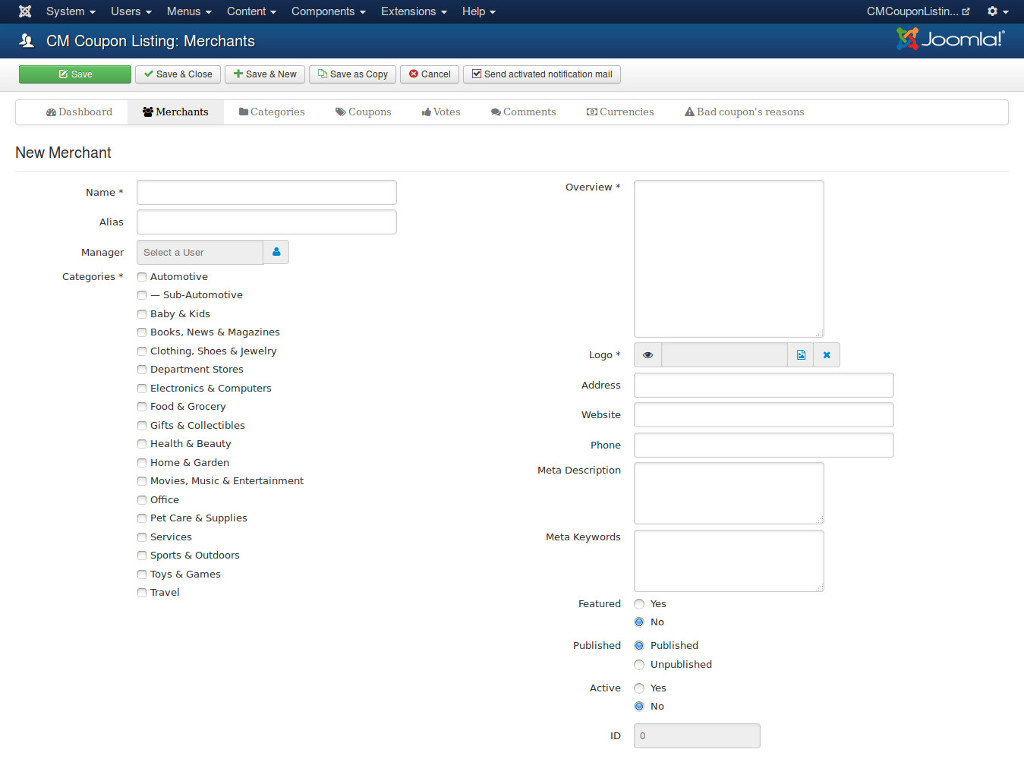 System Users Menus Content Components Extensions Help CMCouponListin...
CM Coupon Listing: Merchants Joomla!
Save Save & Close Save & New Save as Copy Cancel Send activated notification mail
Dashboard Merchants Categories Coupons Votes Comments Currencies Bad coupon's reasons
New Merchant
Name *
Alias
Manager Select a User
Categories * Automotive
— Sub-Automotive
Baby & Kids
Books, News & Magazines
Clothing, Shoes & Jewelry
Department Stores
Electronics & Computers
Food & Grocery
Gifts & Collectibles
Health & Beauty
Home & Garden
Movies, Music & Entertainment
Office
Pet Care & Supplies
Services
Sports & Outdoors
Toys & Games
Travel
Overview *
Logo *
Address
Website
Phone
Meta Description
Meta Keywords
Featured Yes
No
Published Published
Unpublished
Active Yes
No
ID 0